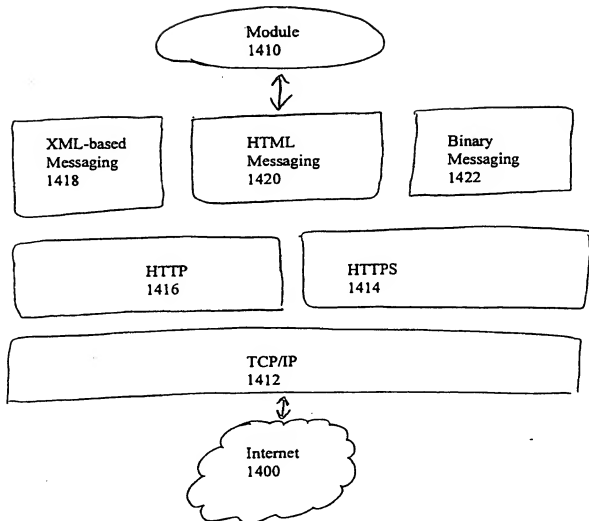 Module
1410
XML-based
Messaging
1418
HTML
Messaging
1420
Binary
Messaging
1422
HTTP
1416
HTTPS
1414
TCP/IP
1412
Internet
1400